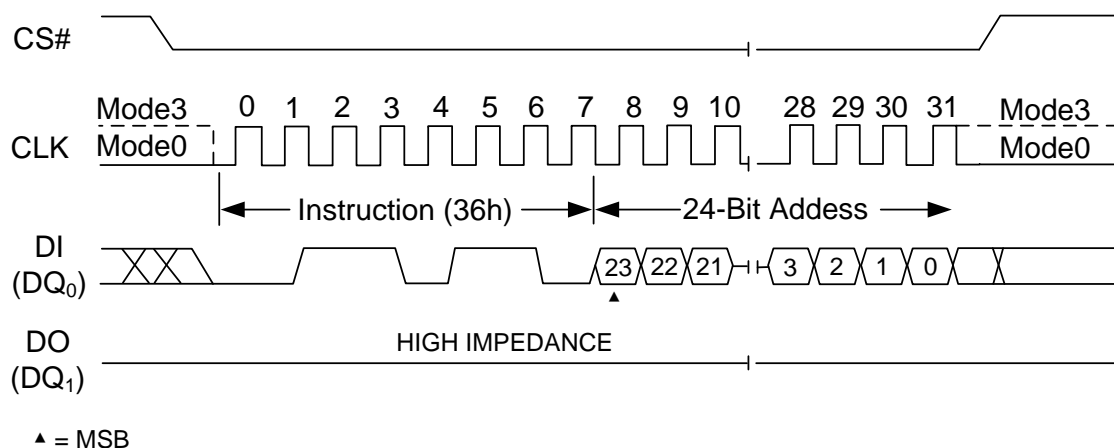 CS#
Mode3 0 1 2 3 4 5 6 7 8 9 10 28 29 30 31 Mode3
CLK Mode0 Mode0
Instruction (36h) 24-Bit Addess
DI
(DQ0) 23 22 21 3 2 1 0
DO HIGH IMPEDANCE
(DQ1)
▲ = MSB